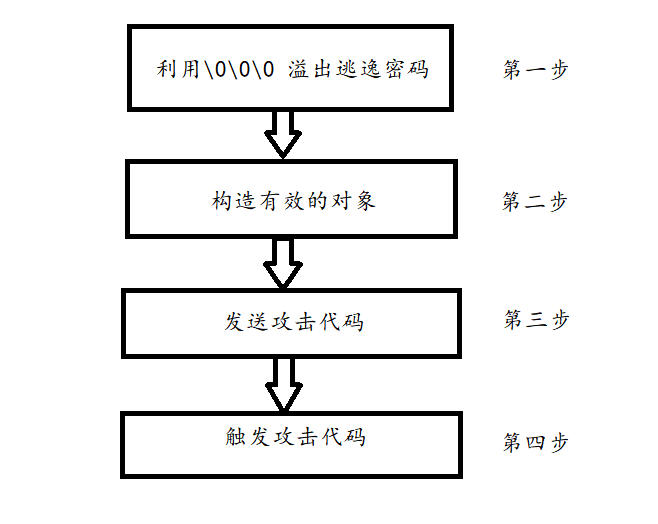 利用\0\0\0 溢出逃逸密码 第一步
构造有效的对象 第二步
发送攻击代码 第三步
触发攻击代码 第四步